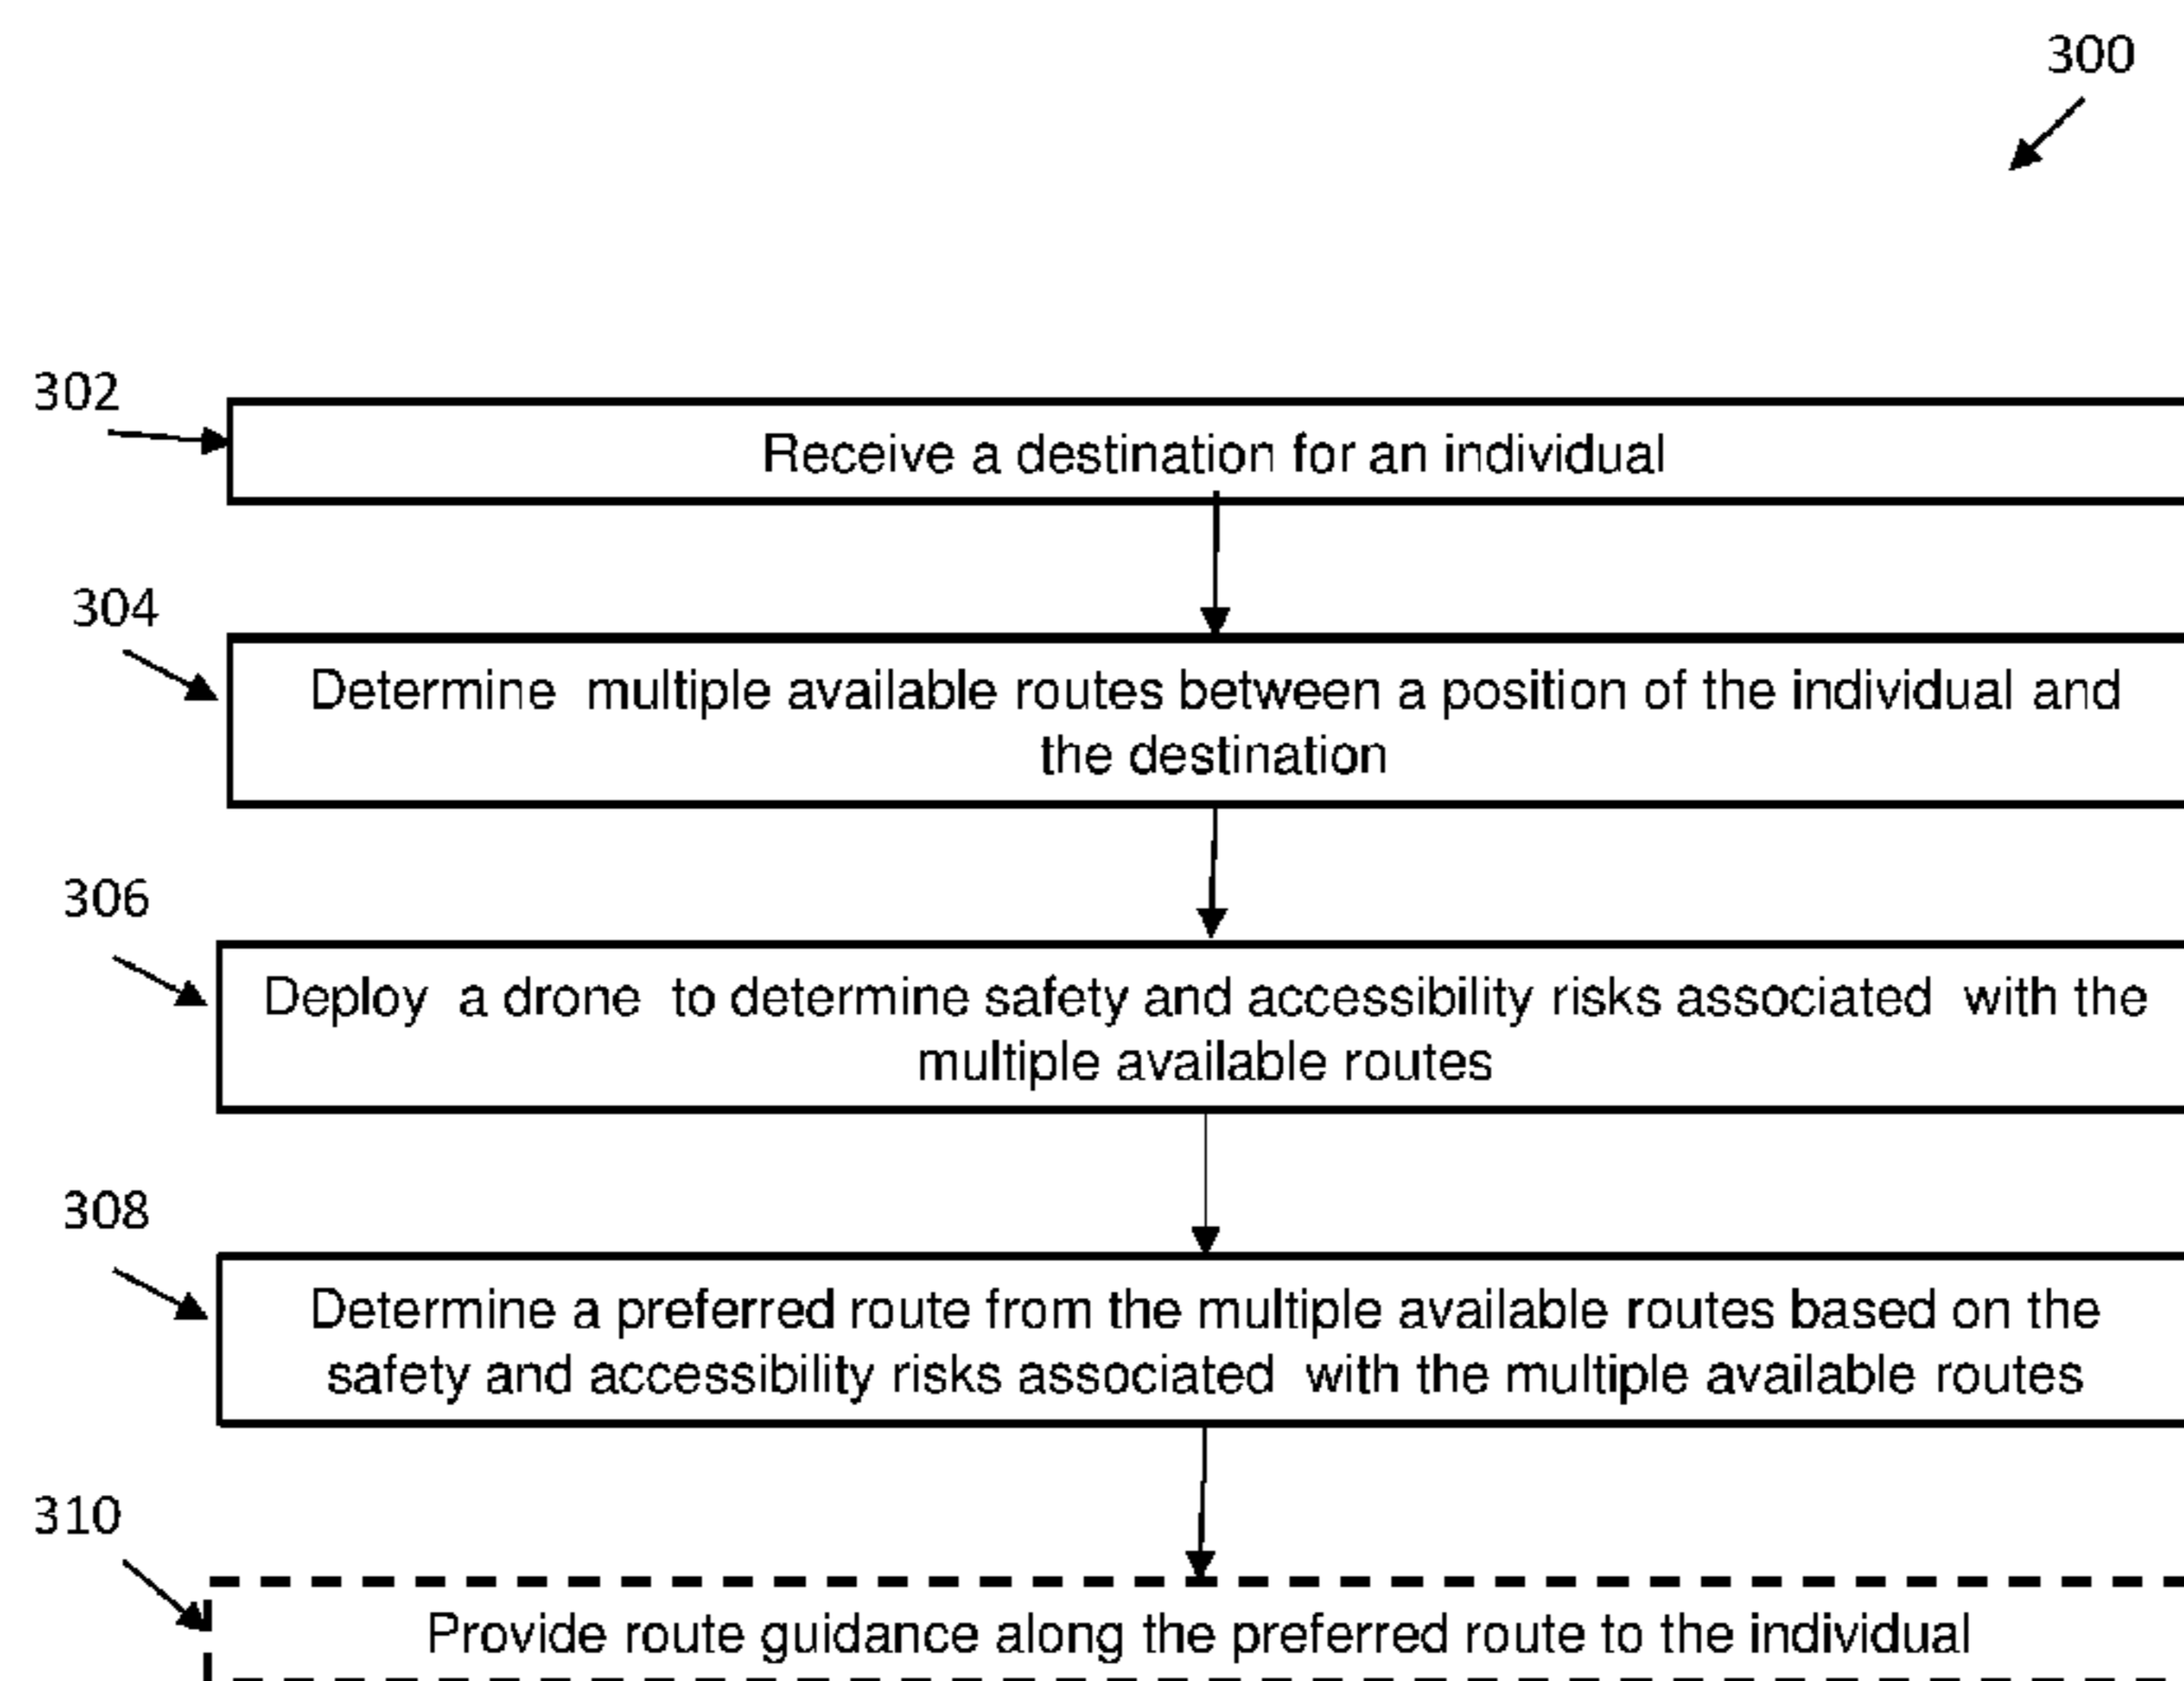 300
302
Receive a destination for an individual
304
Determine multiple available routes between a position of the individual and
the destination
306
Deploy a drone to determine safety and accessibility risks associated with the
multiple available routes
308
Determine a preferred route from the multiple available routes based on the
safety and accessibility risks associated with the multiple available routes
310
Provide route guidance along the preferred route to the individual